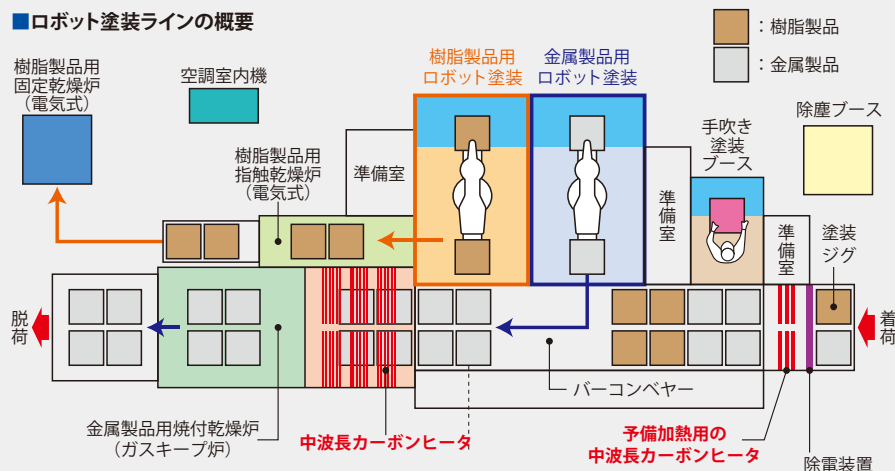 ■ロボット塗装ラインの概要
：樹脂製品
：金属製品
樹脂製品用
固定乾燥炉
（電気式）
空調室内機
樹脂製品用
ロボット塗装
金属製品用
ロボット塗装
除塵ブース
手吹き
塗装
ブース
樹脂製品用
指触乾燥炉
（電気式）
準備室
準備室
準備室
塗装
ジグ
脱荷
着荷
バーコンベヤー
金属製品用焼付乾燥炉
（ガスキープ炉）
中波長カーボンヒータ
予備加熱用の
中波長カーボンヒータ
除電装置